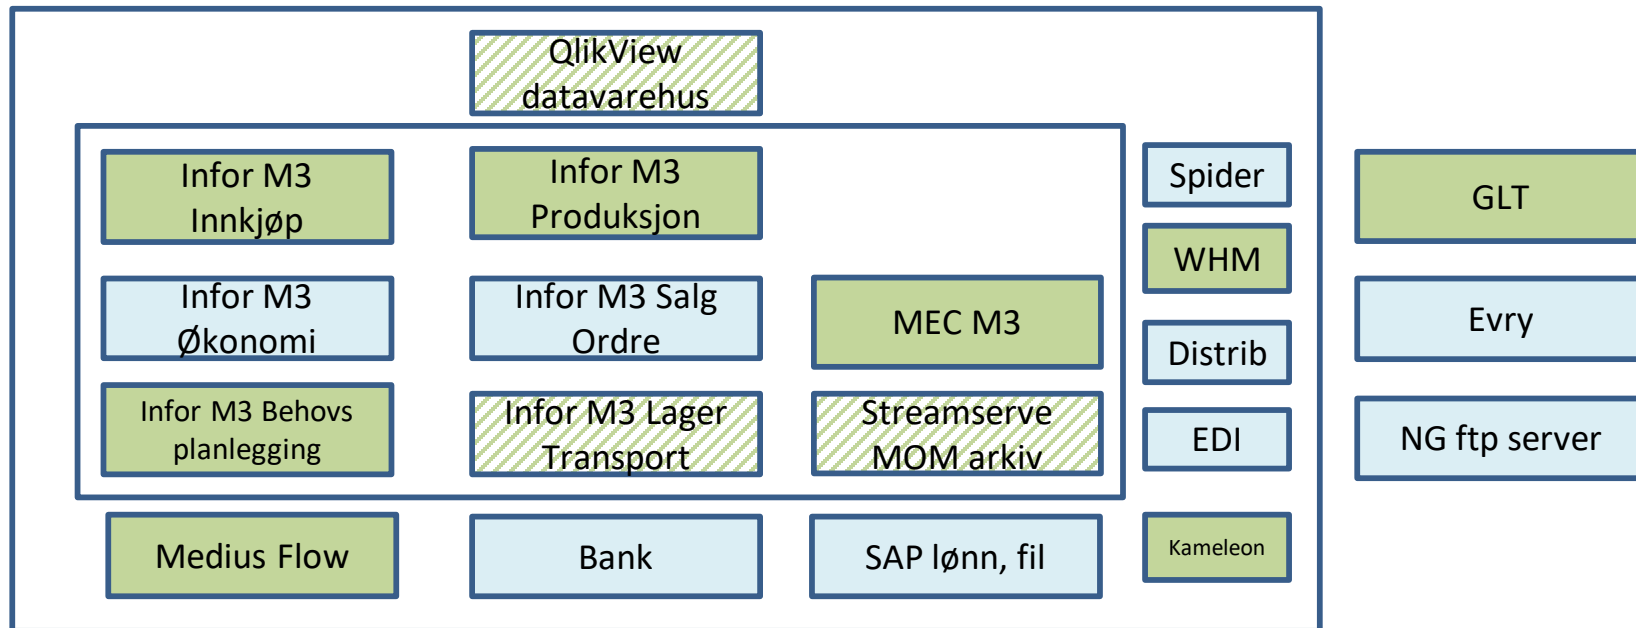 QlikView
datavarehus
Infor M3
Innkjøp
Infor M3
Produksjon
Infor M3
Økonomi
Infor M3 Salg
Ordre
MEC M3
Infor M3 Behovs
planlegging
Infor M3 Lager
Transport
Streamserve
MOM arkiv
Medius Flow
Bank
SAP lønn, fil
Spider
WHM
Distrib
EDI
Kameleon
GLT
Evry
NG ftp server